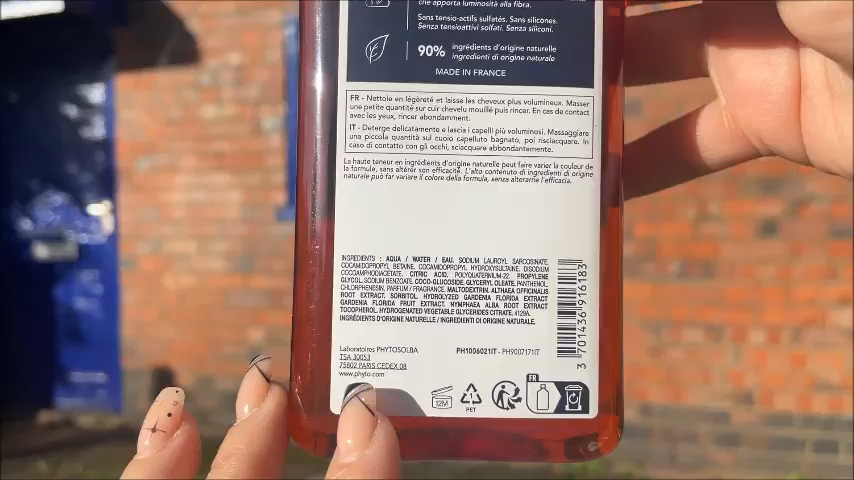 che apporta luminosità alla fibra.
Sans tensio-actifs sulfatés. Sans silicones.
Senza tensioattivi solfati. Senza siliconi.
90% ingrédients d'origine naturelle
ingredienti di origine naturale
MADE IN FRANCE
FR - Nettoie en légèreté et laisse les cheveux plus volumineux. Masser
une petite quantité sur cuir chevelu mouillé puis rincer. En cas de contact
avec les yeux, rincer abondamment.
IT - Deterge delicatamente e lascia i capelli più voluminosi. Massaggiare
una piccola quantità sul cuoio capelluto bagnato, poi risciacquare. In
caso di contatto con gli occhi, sciacquare abbondantemente.
La haute teneur en ingrédients d'origine naturelle peut faire varier la couleur de
la formule, sans altérer son efficacité. L'alto contenuto di ingredienti di origine
naturale può far variare il colore della formula, senza alterarne l'efficacia.
INGREDIENTS : AQUA / WATER / EAU. SODIUM LAUROYL SARCOSINATE.
COCAMIDOPROPYL BETAINE. COCAMIDOPROPYL HYDROXYSULTAINE. DISODIUM
COCOAMPHODIACETATE. CITRIC ACID. POLYQUATERNIUM-22. PROPYLENE
GLYCOL. SODIUM BENZOATE. COCO-GLUCOSIDE. GLYCERYL OLEATE. PANTHENOL.
CHLORPHENESIN. PARFUM / FRAGRANCE. MALTODEXTRIN. ALTHAEA OFFICINALIS
ROOT EXTRACT. SORBITOL. HYDROLYZED GARDENIA FLORIDA EXTRACT.
GARDENIA FLORIDA FRUIT EXTRACT. NYMPHAEA ALBA ROOT EXTRACT.
TOCOPHEROL. HYDROGENATED VEGETABLE GLYCERIDES CITRATE. 4129A.
INGRÉDIENTS D'ORIGINE NATURELLE / INGREDIENTI DI ORIGINE NATURALE.
3 701436 916183
Laboratoires PHYTOSOLBA
TSA 30053
75802 PARIS CEDEX 08
www.phyto.com
PH1006021IT - PH9007171IT
12M
1
PET
FR